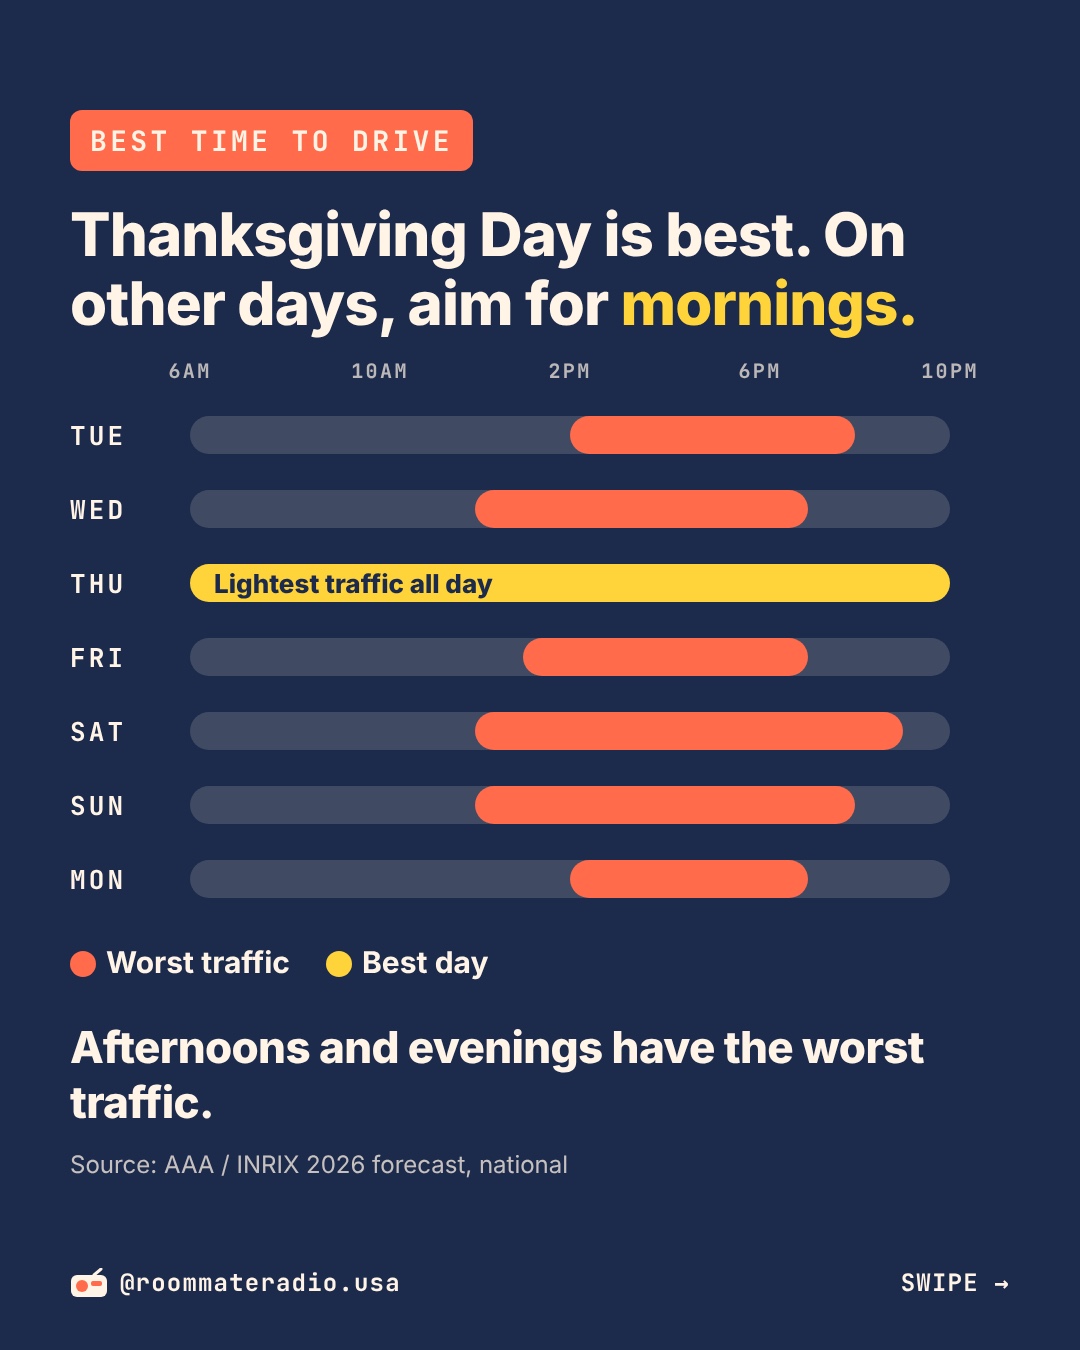 BEST TIME TO DRIVE
Thanksgiving Day is best. On
other days, aim for mornings.
6AM 10AM 2PM 6PM 10PM
TUE
WED
THU Lightest traffic all day
FRI
SAT
SUN
MON
Worst traffic Best day
Afternoons and evenings have the worst
traffic.
Source: AAA / INRIX 2026 forecast, national
@roommateradio.usa SWIPE →